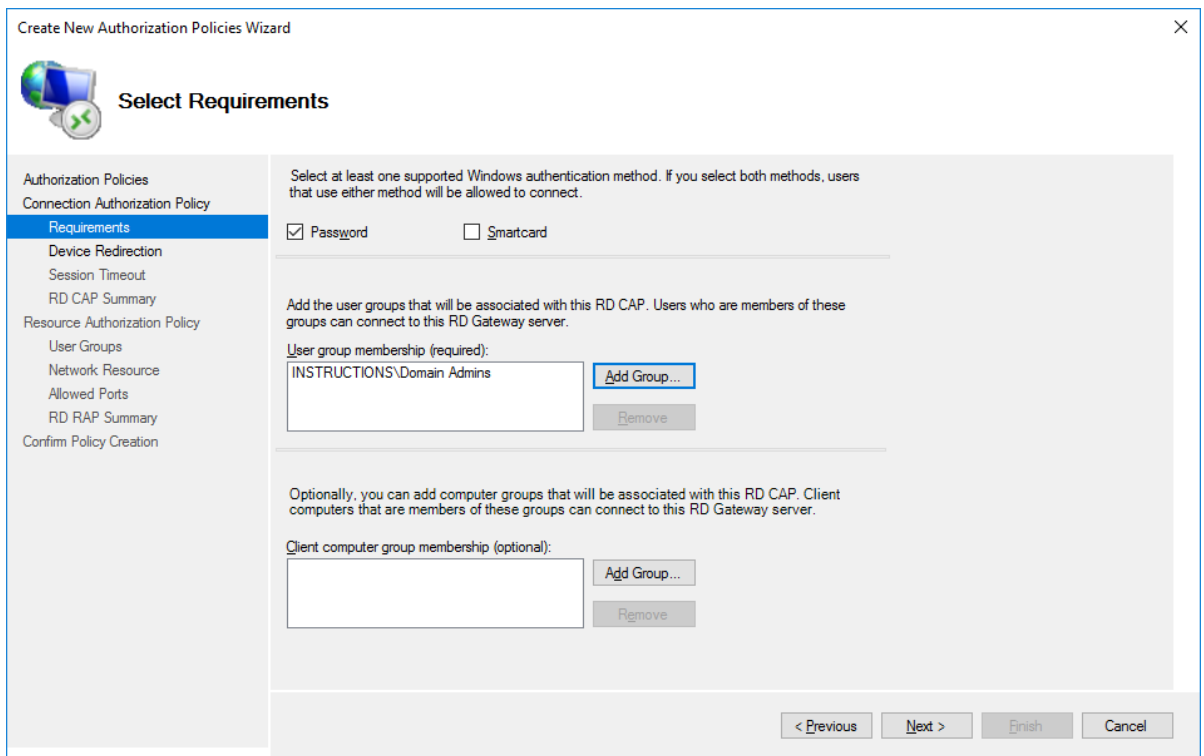 Create New Authorization Policies Wizard
Select Requirements
Authorization Policies
Connection Authorization Policy
Requirements
Device Redirection
Session Timeout
RD CAP Summary
Resource Authorization Policy
User Groups
Network Resource
Allowed Ports
RD RAP Summary
Confirm Policy Creation
Select at least one supported Windows authentication method. If you select both methods, users
that use either method will be allowed to connect.
Password Smartcard
Add the user groups that will be associated with this RD CAP. Users who are members of these
groups can connect to this RD Gateway server.
User group membership (required):
INSTRUCTIONS\Domain Admins
Add Group...
Remove
Optionally, you can add computer groups that will be associated with this RD CAP. Client
computers that are members of these groups can connect to this RD Gateway server.
Client computer group membership (optional):
Add Group...
Remove
< Previous Next > Finish Cancel